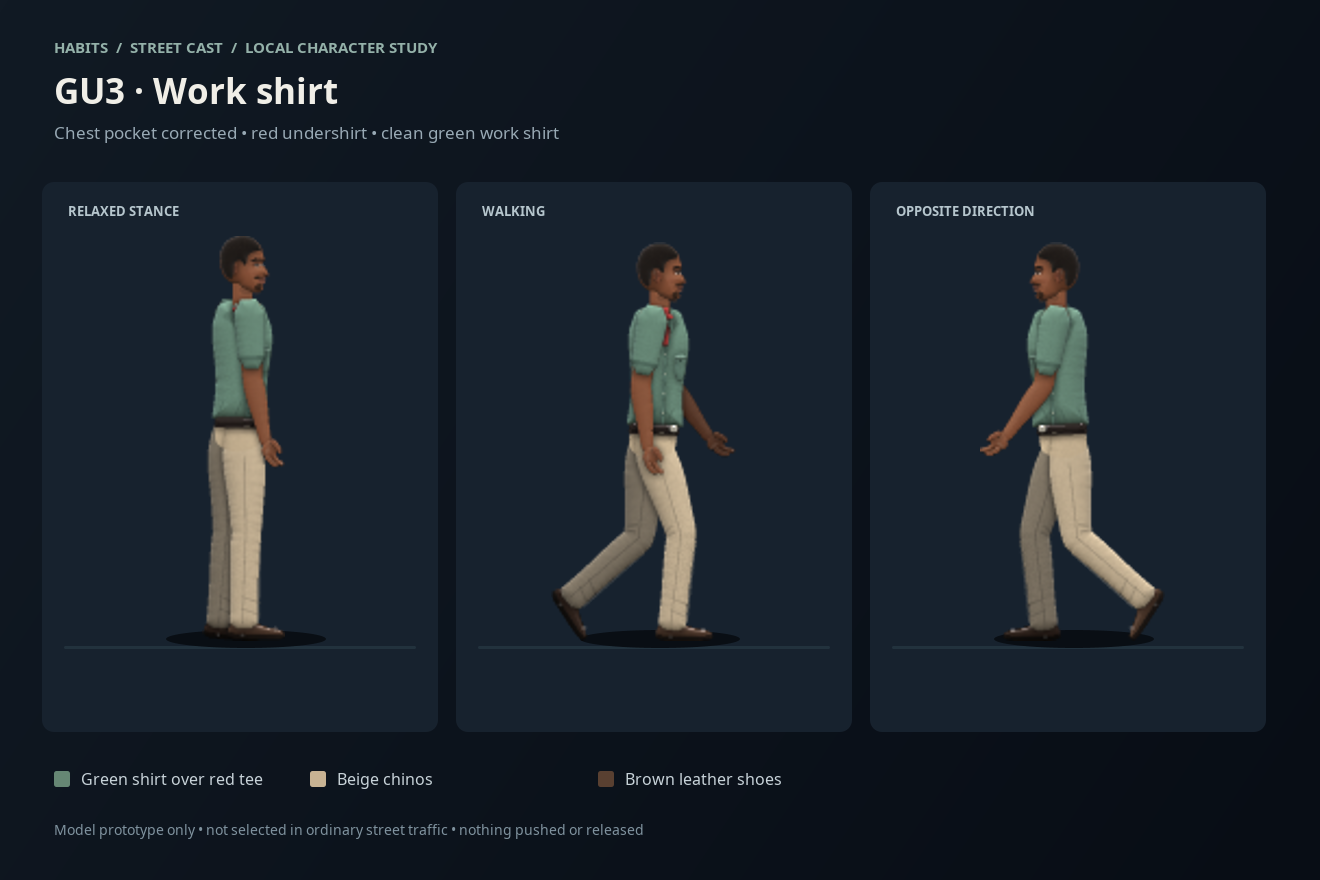 HABITS / STREET CAST / LOCAL CHARACTER STUDY
GU3 · Work shirt
Chest pocket corrected • red undershirt • clean green work shirt
RELAXED STANCE
WALKING
OPPOSITE DIRECTION
Green shirt over red tee
Beige chinos
Brown leather shoes
Model prototype only • not selected in ordinary street traffic • nothing pushed or released